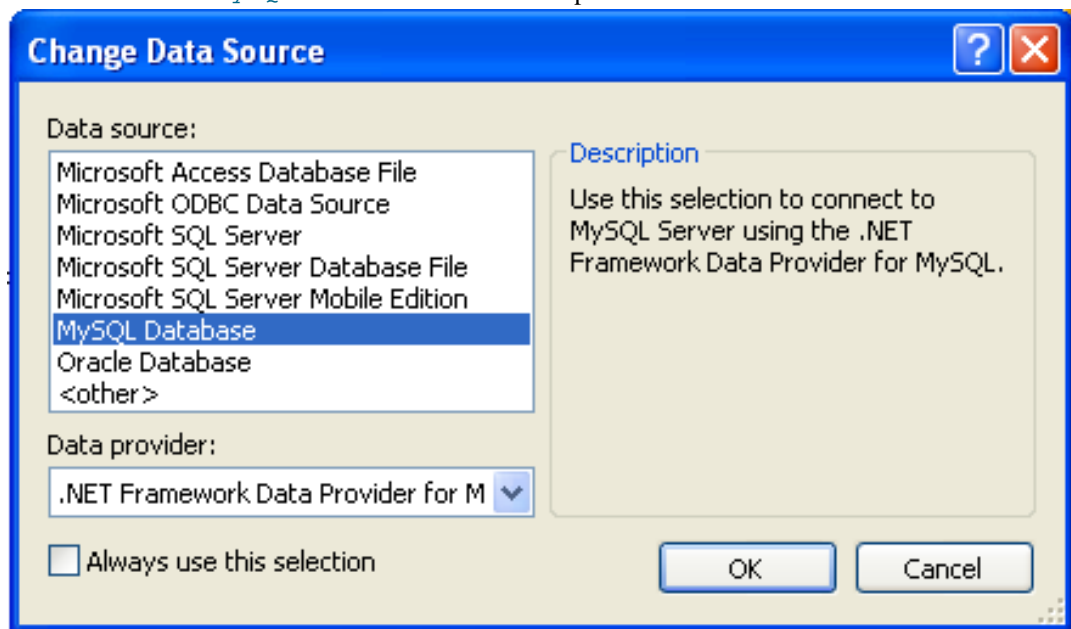 Change Data Source
Data source:
Microsoft Access Database File
Microsoft ODBC Data Source
Microsoft SQL Server
Microsoft SQL Server Database File
Microsoft SQL Server Mobile Edition
MySQL Database
Oracle Database
<other>
Description
Use this selection to connect to
MySQL Server using the .NET
Framework Data Provider for MySQL.
Data provider:
.NET Framework Data Provider for M
Always use this selection
OK
Cancel